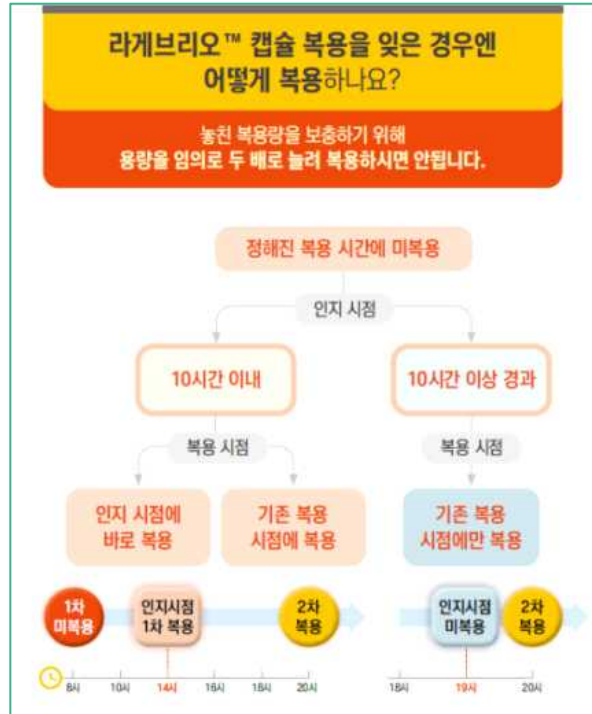 라게브리오™ 캡슐 복용을 잊은 경우엔
어떻게 복용하나요?
놓친 복용량을 보충하기 위해
용량을 임의로 두 배로 늘려 복용하시면 안됩니다.
정해진 복용 시간에 미복용
인지 시점
10시간 이내
10시간 이상 경과
복용 시점
복용 시점
인지 시점에
바로 복용
기존 복용
시점에 복용
기존 복용
시점에만 복용
1차
미복용
인지시점
1차 복용
2차
복용
인지시점
미복용
2차
복용
8시 10시 14시 16시 18시 20시
18시 19시 20시